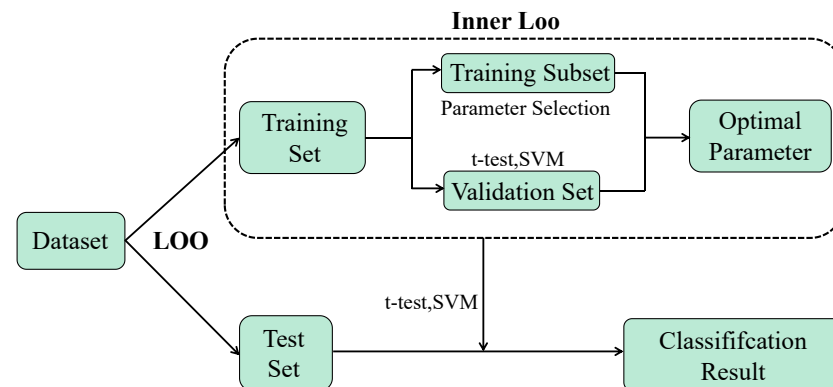 Inner Loo
Training Subset
Parameter Selection
Training
Set
Optimal
Parameter
t-test,SVM
Validation Set
Dataset
LOO
t-test,SVM
Test
Set
Classififcation
Result